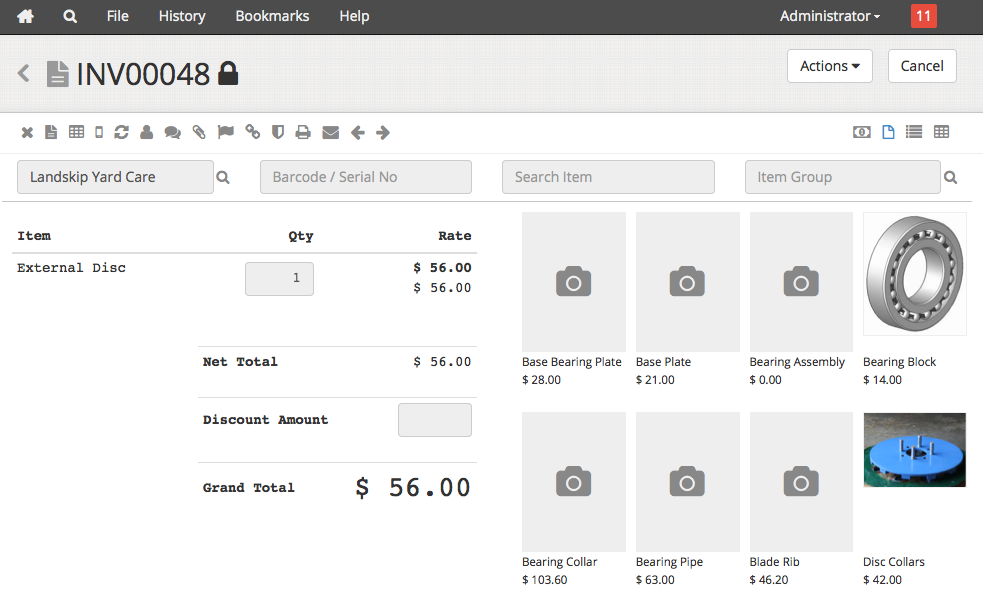 File History Bookmarks Help Administrator 11
INV00048 Actions Cancel
Landskip Yard Care Barcode / Serial No Search Item Item Group
Item Qty Rate
External Disc 1 $ 56.00
$ 56.00
Net Total $ 56.00
Discount Amount
Grand Total $ 56.00
Base Bearing Plate Base Plate Bearing Assembly Bearing Block
$ 28.00 $ 21.00 $ 0.00 $ 14.00
Bearing Collar Bearing Pipe Blade Rib Disc Collars
$ 103.60 $ 63.00 $ 46.20 $ 42.00